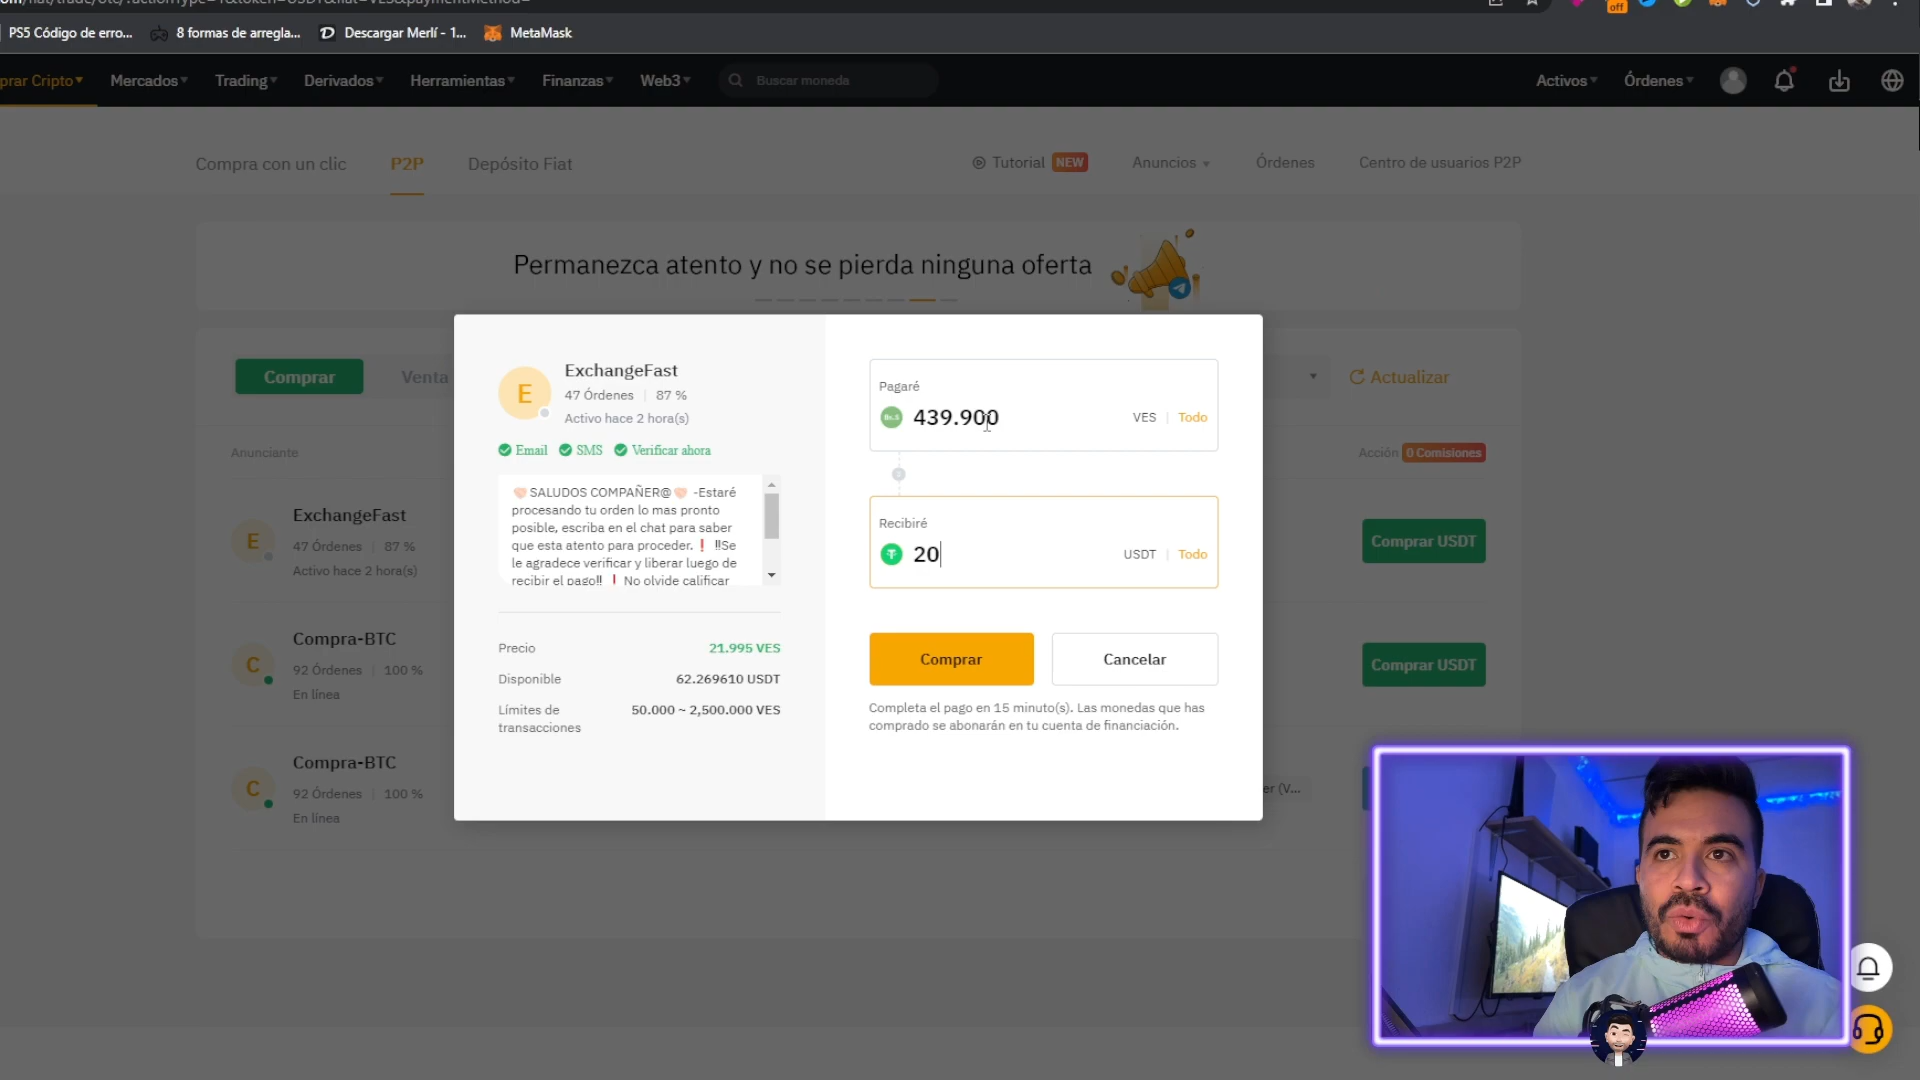 off
PS5 Código de erro...
8 formas de arregla...
Descargar Merlí - 1...
MetaMask
prar Cripto
Mercados
Trading
Derivados
Herramientas
Finanzas
Web3
Buscar moneda
Activos
Órdenes
Compra con un clic
P2P
Depósito Fiat
Tutorial NEW
Anuncios
Órdenes
Centro de usuarios P2P
Permanezca atento y no se pierda ninguna oferta
Comprar
Venta
Actualizar
Anunciante
Acción 0 Comisiones
E
ExchangeFast
47 Órdenes | 87 %
Activo hace 2 hora(s)
Comprar USDT
C
Compra-BTC
92 Órdenes | 100 %
En línea
Comprar USDT
C
Compra-BTC
92 Órdenes | 100 %
En línea
er (V...
E
ExchangeFast
47 Órdenes | 87 %
Activo hace 2 hora(s)
Email
SMS
Verificar ahora
SALUDOS COMPAÑER@ -Estaré
procesando tu orden lo mas pronto
posible, escriba en el chat para saber
que esta atento para proceder.❗ ‼Se
le agradece verificar y liberar luego de
recibir el pago‼ ❗ No olvide calificar
Precio 21.995 VES
Disponible 62.269610 USDT
Límites de
transacciones
50.000 ~ 2,500.000 VES
Pagaré
Bs.S 439.900 VES | Todo
Recibiré
20 USDT | Todo
Comprar
Cancelar
Completa el pago en 15 minuto(s). Las monedas que has
comprado se abonarán en tu cuenta de financiación.